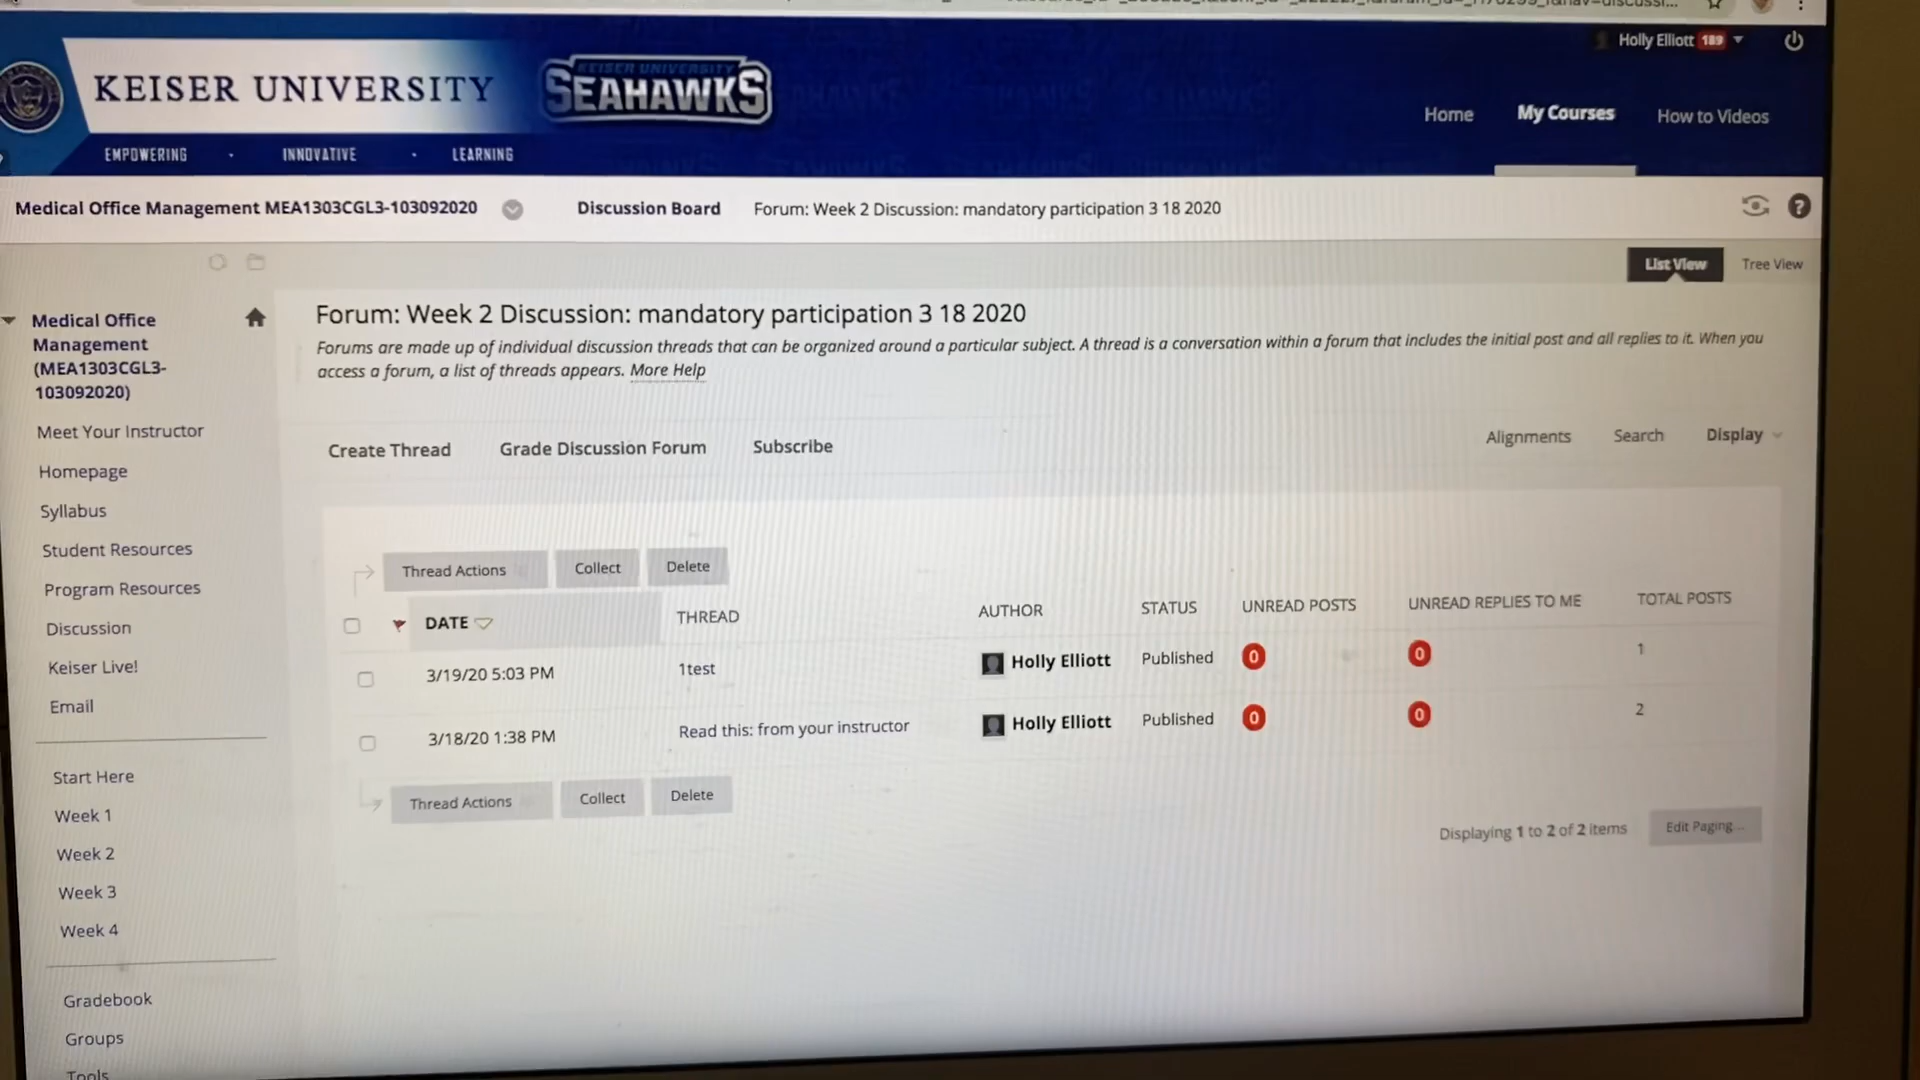 Holly Elliott 189
KEISER UNIVERSITY
KEISER UNIVERSITY
SEAHAWKS
Home
My Courses
How to Videos
EMPOWERING · INNOVATIVE · LEARNING
Medical Office Management MEA1303CGL3-103092020
Discussion Board
Forum: Week 2 Discussion: mandatory participation 3 18 2020
?
List View
Tree View
Medical Office
Management
(MEA1303CGL3-
103092020)
Meet Your Instructor
Homepage
Syllabus
Student Resources
Program Resources
Discussion
Keiser Live!
Email
Start Here
Week 1
Week 2
Week 3
Week 4
Gradebook
Groups
Tools
Forum: Week 2 Discussion: mandatory participation 3 18 2020
Forums are made up of individual discussion threads that can be organized around a particular subject. A thread is a conversation within a forum that includes the initial post and all replies to it. When you
access a forum, a list of threads appears. More Help
Create Thread
Grade Discussion Forum
Subscribe
Alignments
Search
Display
Thread Actions
Collect
Delete
DATE
THREAD
AUTHOR
STATUS
UNREAD POSTS
UNREAD REPLIES TO ME
TOTAL POSTS
3/19/20 5:03 PM
1test
Holly Elliott
Published
0
0
1
3/18/20 1:38 PM
Read this: from your instructor
Holly Elliott
Published
0
0
2
Thread Actions
Collect
Delete
Displaying 1 to 2 of 2 items
Edit Paging...